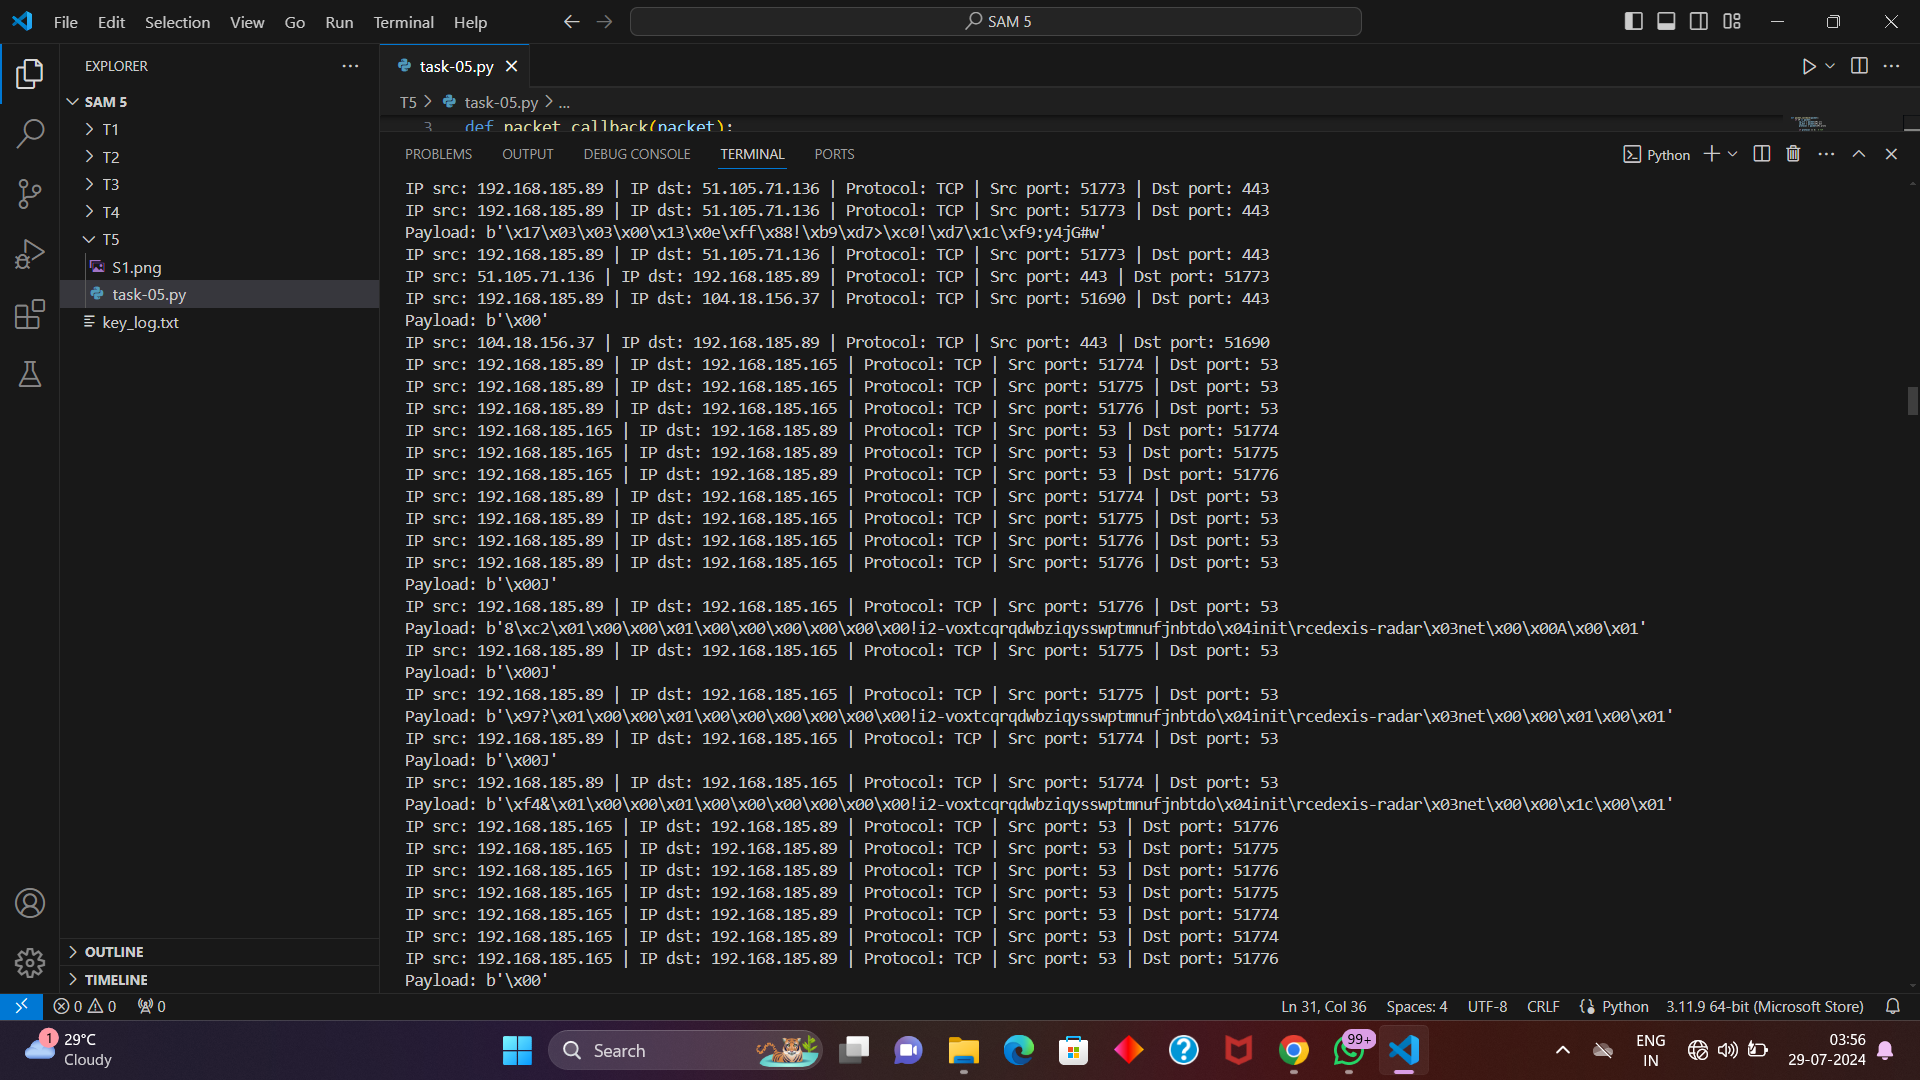 File Edit Selection View Go Run Terminal Help
SAM 5
EXPLORER
SAM 5
T1
T2
T3
T4
T5
S1.png
task-05.py
key_log.txt
OUTLINE
TIMELINE
task-05.py
T5 > task-05.py > ...
3 def packet_callback(packet):
PROBLEMS OUTPUT DEBUG CONSOLE TERMINAL PORTS
Python
IP src: 192.168.185.89 | IP dst: 51.105.71.136 | Protocol: TCP | Src port: 51773 | Dst port: 443
IP src: 192.168.185.89 | IP dst: 51.105.71.136 | Protocol: TCP | Src port: 51773 | Dst port: 443
Payload: b'\x17\x03\x03\x00\x13\x0e\xff\x88!\xb9\xd7>\xc0!\xd7\x1c\xf9:y4jG#w'
IP src: 192.168.185.89 | IP dst: 51.105.71.136 | Protocol: TCP | Src port: 51773 | Dst port: 443
IP src: 51.105.71.136 | IP dst: 192.168.185.89 | Protocol: TCP | Src port: 443 | Dst port: 51773
IP src: 192.168.185.89 | IP dst: 104.18.156.37 | Protocol: TCP | Src port: 51690 | Dst port: 443
Payload: b'\x00'
IP src: 104.18.156.37 | IP dst: 192.168.185.89 | Protocol: TCP | Src port: 443 | Dst port: 51690
IP src: 192.168.185.89 | IP dst: 192.168.185.165 | Protocol: TCP | Src port: 51774 | Dst port: 53
IP src: 192.168.185.89 | IP dst: 192.168.185.165 | Protocol: TCP | Src port: 51775 | Dst port: 53
IP src: 192.168.185.89 | IP dst: 192.168.185.165 | Protocol: TCP | Src port: 51776 | Dst port: 53
IP src: 192.168.185.165 | IP dst: 192.168.185.89 | Protocol: TCP | Src port: 53 | Dst port: 51774
IP src: 192.168.185.165 | IP dst: 192.168.185.89 | Protocol: TCP | Src port: 53 | Dst port: 51775
IP src: 192.168.185.165 | IP dst: 192.168.185.89 | Protocol: TCP | Src port: 53 | Dst port: 51776
IP src: 192.168.185.89 | IP dst: 192.168.185.165 | Protocol: TCP | Src port: 51774 | Dst port: 53
IP src: 192.168.185.89 | IP dst: 192.168.185.165 | Protocol: TCP | Src port: 51775 | Dst port: 53
IP src: 192.168.185.89 | IP dst: 192.168.185.165 | Protocol: TCP | Src port: 51776 | Dst port: 53
IP src: 192.168.185.89 | IP dst: 192.168.185.165 | Protocol: TCP | Src port: 51776 | Dst port: 53
Payload: b'\x00J'
IP src: 192.168.185.89 | IP dst: 192.168.185.165 | Protocol: TCP | Src port: 51776 | Dst port: 53
Payload: b'8\xc2\x01\x00\x00\x01\x00\x00\x00\x00\x00\x00!i2-voxtcqrqdwbziqysswptmnufjnbtdo\x04init\rcedexis-radar\x03net\x00\x00A\x00\x01'
IP src: 192.168.185.89 | IP dst: 192.168.185.165 | Protocol: TCP | Src port: 51775 | Dst port: 53
Payload: b'\x00J'
IP src: 192.168.185.89 | IP dst: 192.168.185.165 | Protocol: TCP | Src port: 51775 | Dst port: 53
Payload: b'\x97?\x01\x00\x00\x01\x00\x00\x00\x00\x00\x00!i2-voxtcqrqdwbziqysswptmnufjnbtdo\x04init\rcedexis-radar\x03net\x00\x00\x01\x00\x01'
IP src: 192.168.185.89 | IP dst: 192.168.185.165 | Protocol: TCP | Src port: 51774 | Dst port: 53
Payload: b'\x00J'
IP src: 192.168.185.89 | IP dst: 192.168.185.165 | Protocol: TCP | Src port: 51774 | Dst port: 53
Payload: b'\xf4&\x01\x00\x00\x01\x00\x00\x00\x00\x00\x00!i2-voxtcqrqdwbziqysswptmnufjnbtdo\x04init\rcedexis-radar\x03net\x00\x00\x1c\x00\x01'
IP src: 192.168.185.165 | IP dst: 192.168.185.89 | Protocol: TCP | Src port: 53 | Dst port: 51776
IP src: 192.168.185.165 | IP dst: 192.168.185.89 | Protocol: TCP | Src port: 53 | Dst port: 51775
IP src: 192.168.185.165 | IP dst: 192.168.185.89 | Protocol: TCP | Src port: 53 | Dst port: 51776
IP src: 192.168.185.165 | IP dst: 192.168.185.89 | Protocol: TCP | Src port: 53 | Dst port: 51775
IP src: 192.168.185.165 | IP dst: 192.168.185.89 | Protocol: TCP | Src port: 53 | Dst port: 51774
IP src: 192.168.185.165 | IP dst: 192.168.185.89 | Protocol: TCP | Src port: 53 | Dst port: 51774
IP src: 192.168.185.165 | IP dst: 192.168.185.89 | Protocol: TCP | Src port: 53 | Dst port: 51776
Payload: b'\x00'
0 0 0
Ln 31, Col 36 Spaces: 4 UTF-8 CRLF Python 3.11.9 64-bit (Microsoft Store)
1 29°C
Cloudy
Search
99+
ENG
IN
03:56
29-07-2024